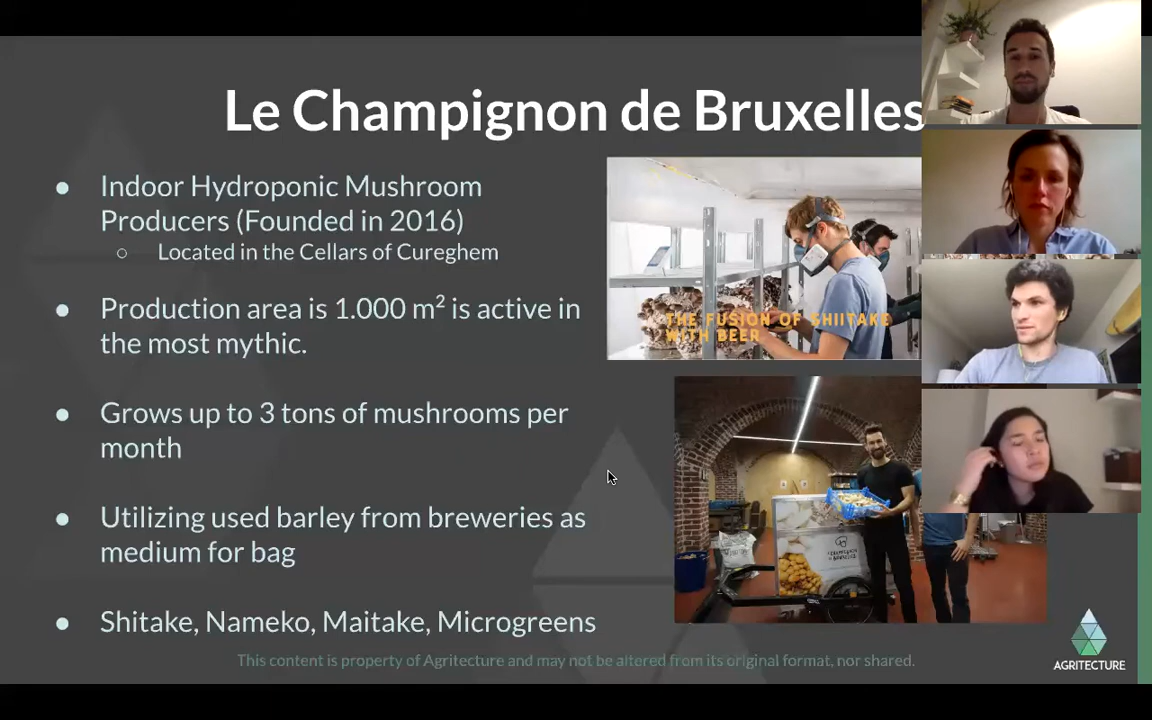 Le Champignon de Bruxelles
Indoor Hydroponic Mushroom
Producers (Founded in 2016)
Located in the Cellars of Cureghem
Production area is 1.000 m² is active in
the most mythic.
Grows up to 3 tons of mushrooms per
month
Utilizing used barley from breweries as
medium for bag
Shitake, Nameko, Maitake, Microgreens
THE FUSION OF SHIITAKE
WITH BEER
This content is property of Agritecture and may not be altered from its original format, nor shared.
AGRITECTURE